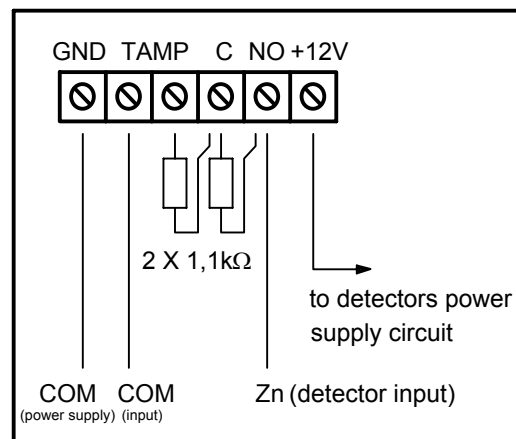 GND TAMP C NO +12V
2 X 1,1kΩ
to detectors power
supply circuit
COM COM Zn (detector input)
(power supply) (input)